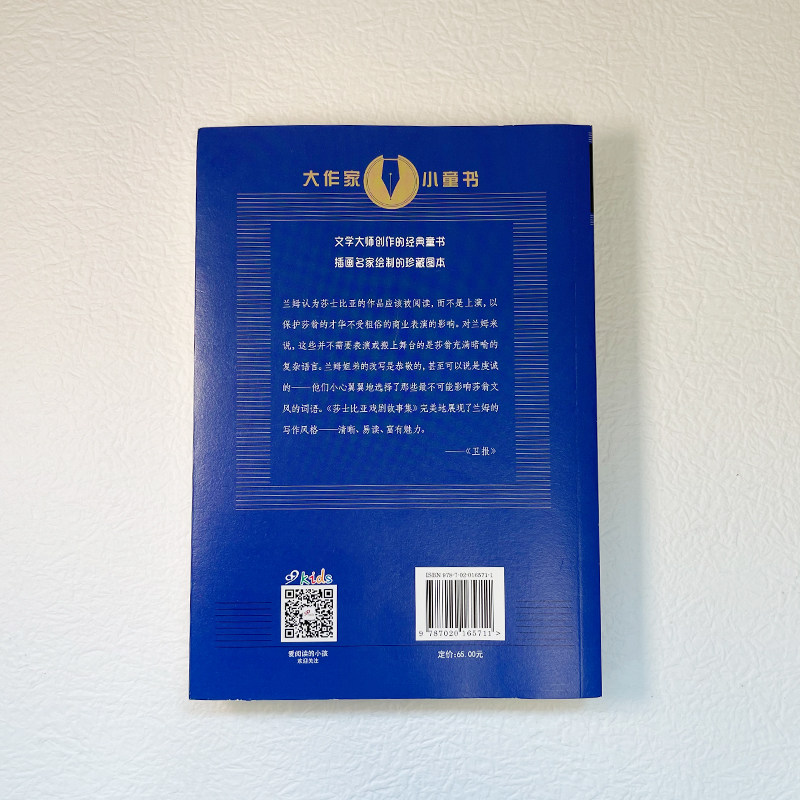 大作家 小童书
文学大师创作的经典童书
插画名家绘制的珍藏图本
兰姆认为莎士比亚的作品应该被阅读，而不是上演，以
保护莎翁的才华不受粗俗的商业表演的影响。对兰姆来
说，这些并不需要表演或搬上舞台的是莎翁充满暗喻的
复杂语言。兰姆姐弟的改写是恭敬的，甚至可以说是虔诚
的——他们小心翼翼地选择了那些最不可能影响莎翁文
风的词语。《莎士比亚戏剧故事集》完美地展现了兰姆的
写作风格——清晰、易读、富有魅力。
——《卫报》
99 kids
爱阅读的小孩
欢迎关注
ISBN 978-7-02-016571-1
9 787020 165711 >
定价:65.00元